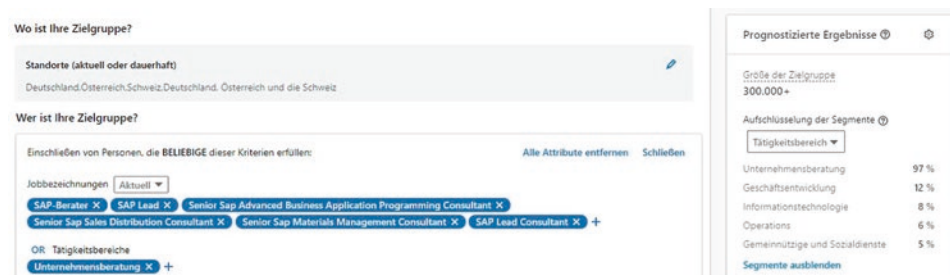 Wo ist Ihre Zielgruppe?
Standorte (aktuell oder dauerhaft)
Deutschland,Österreich,Schweiz,Deutschland, Österreich und die Schweiz
Wer ist Ihre Zielgruppe?
Einschließen von Personen, die BELIEBIGE dieser Kriterien erfüllen:
Alle Attribute entfernen Schließen
Jobbezeichnungen Aktuell
SAP-Berater X SAP Lead X Senior Sap Advanced Business Application Programming Consultant X
Senior Sap Sales Distribution Consultant X Senior Sap Materials Management Consultant X SAP Lead Consultant X +
OR Tätigkeitsbereiche
Unternehmensberatung X +
Prognostizierte Ergebnisse
Größe der Zielgruppe
300.000+
Aufschlüsselung der Segmente
Tätigkeitsbereich
Unternehmensberatung 97 %
Geschäftsentwicklung 12 %
Informationstechnologie 8 %
Operations 6 %
Gemeinnützige und Sozialdienste 5 %
Segmente ausblenden